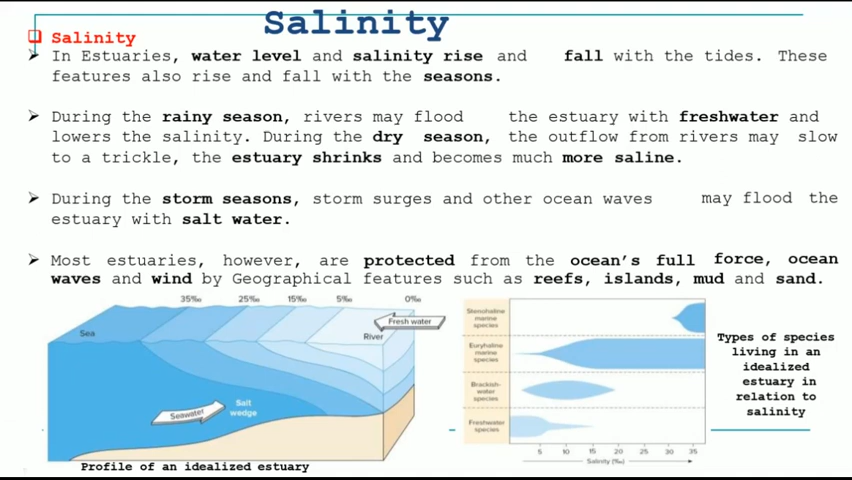 Salinity
❑ Salinity
➢ In Estuaries, water level and salinity rise and fall with the tides. These
features also rise and fall with the seasons.
➢ During the rainy season, rivers may flood the estuary with freshwater and
lowers the salinity. During the dry season, the outflow from rivers may slow
to a trickle, the estuary shrinks and becomes much more saline.
➢ During the storm seasons, storm surges and other ocean waves may flood the
estuary with salt water.
➢ Most estuaries, however, are protected from the ocean's full force, ocean
waves and wind by Geographical features such as reefs, islands, mud and sand.
35‰ 25‰ 15‰ 5‰ 0‰
Fresh water
Sea
River
Salt
wedge
Seawater
Profile of an idealized estuary
Stenohaline
marine
species
Euryhaline
marine
species
Brackish-
water
species
Freshwater
species
5 10 15 20 25 30 35
Salinity (‰)
Types of species
living in an
idealized
estuary in
relation to
salinity